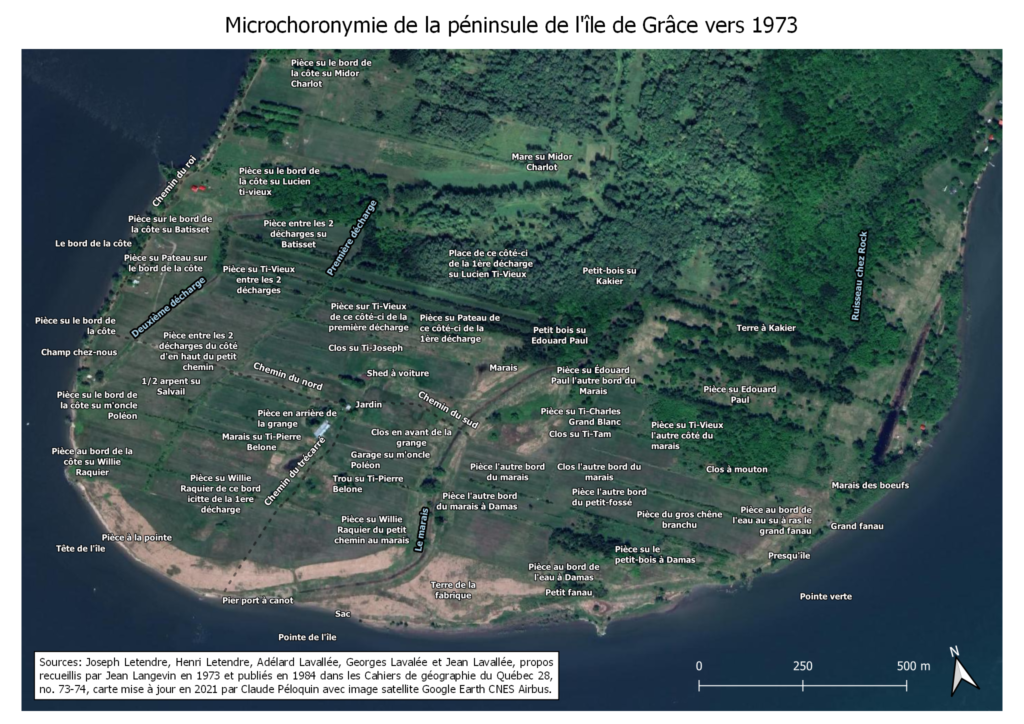 Microchoronymie de la péninsule de l'île de Grâce vers 1973
Pièce su le bord de
la côte su Midor
Charlot
Mare su Midor
Charlot
Chemin du roi
Pièce su le bord de
la côte su Lucien
ti-vieux
Pièce sur le bord de
la côte su Batisset
Pièce entre les 2
décharges su
Batisset
Première décharge
Le bord de la côte
Pièce su Pateau sur
le bord de la côte
Pièce su Ti-Vieux
entre les 2
décharges
Place de ce côté-ci
de la 1ère décharge
su Lucien Ti-Vieux
Petit-bois su
Kakier
Ruisseau chez Rock
Deuxième décharge
Pièce su le bord de
la côte
Pièce sur Ti-Vieux
de ce côté-ci de la
première décharge
Pièce su Pateau de
ce côté-ci de la
1ère décharge
Petit bois su
Edouard Paul
Terre à Kakier
Champ chez-nous
Pièce entre les 2
décharges du côté
d'en haut du petit
chemin
Clos su Ti-Joseph
Chemin du nord
Shed à voiture
Marais
Pièce su Édouard
Paul l'autre bord du
Marais
Pièce su Edouard
Paul
1/2 arpent su
Salvail
Pièce su le bord de
la côte su m'oncle
Poléon
Jardin
Chemin du sud
Pièce en arrière de
la grange
Pièce su Ti-Charles
Grand Blanc
Clos su Ti-Tam
Pièce su Ti-Vieux
l'autre côté du
marais
Marais su Ti-Pierre
Belone
Clos en avant de la
grange
Garage su m'oncle
Poléon
Pièce au bord de la
côte su Willie
Raquier
Chemin du trécarré
Pièce l'autre bord
du marais
Clos l'autre bord du
marais
Clos à mouton
Pièce su Willie
Raquier de ce bord
icitte de la 1ere
décharge
Trou su Ti-Pierre
Belone
Marais des boeufs
Pièce l'autre bord
du marais à Damas
Pièce l'autre bord
du petit-fossé
Pièce du gros chêne
branchu
Pièce au bord de
l'eau au su à ras le
grand fanau
Grand fanau
Pièce su Willie
Raquier du petit
chemin au marais
Le marais
Pièce à la pointe
Tête de l'île
Pièce su le
petit-bois à Damas
Presqu'île
Pièce au bord de
l'eau à Damas
Petit fanau
Terre de la
fabrique
Pointe verte
Pier port à canot
Sac
Pointe de l'île
Sources: Joseph Letendre, Henri Letendre, Adélard Lavallée, Georges Lavalée et Jean Lavallée, propos
recueillis par Jean Langevin en 1973 et publiés en 1984 dans les Cahiers de géographie du Québec 28,
no. 73-74, carte mise à jour en 2021 par Claude Péloquin avec image satellite Google Earth CNES Airbus.
0 250 500 m
N